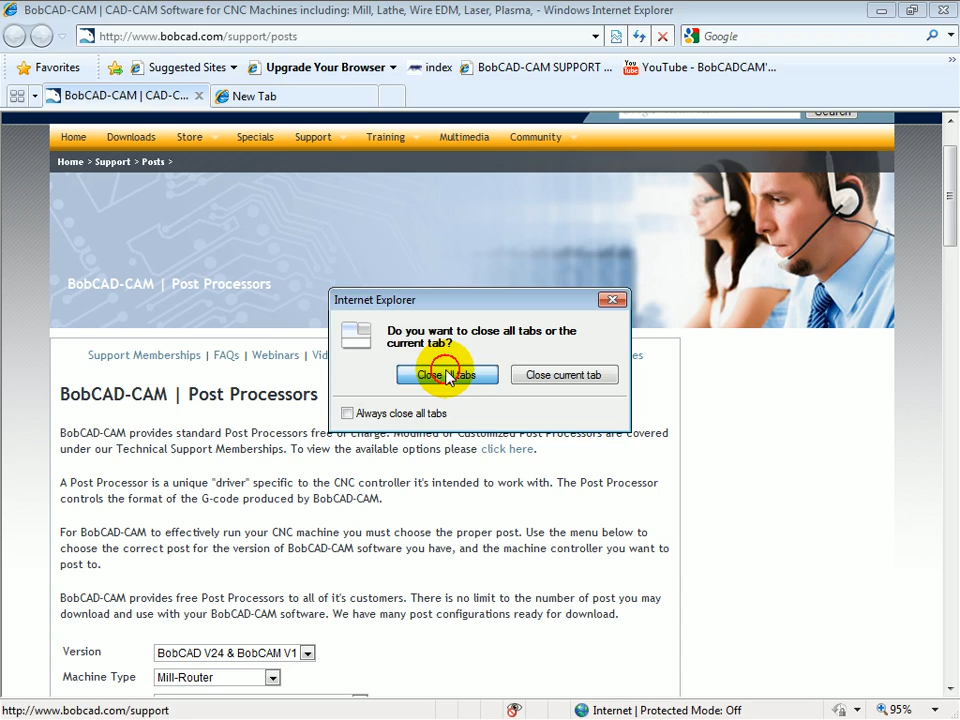 BobCAD-CAM | CAD-CAM Software for CNC Machines including: Mill, Lathe, Wire EDM, Laser, Plasma, - Windows Internet Explorer
http://www.bobcad.com/support/posts
Google
Favorites
Suggested Sites
Upgrade Your Browser
index
BobCAD-CAM SUPPORT ...
YouTube - BobCADCAM'...
BobCAD-CAM | CAD-C...
New Tab
Search
Home
Downloads
Store
Specials
Support
Training
Multimedia
Community
Home > Support > Posts >
BobCAD-CAM | Post Processors
Internet Explorer
Do you want to close all tabs or the
current tab?
Close all tabs
Close current tab
Always close all tabs
Support Memberships | FAQs | Webinars |
BobCAD-CAM | Post Processors
BobCAD-CAM provides standard Post Processors free of charge. Modified or Customized Post Processors are covered
under our Technical Support Memberships. To view the available options please click here.
A Post Processor is a unique "driver" specific to the CNC controller it's intended to work with. The Post Processor
controls the format of the G-code produced by BobCAD-CAM.
For BobCAD-CAM to effectively run your CNC machine you must choose the proper post. Use the menu below to
choose the correct post for the version of BobCAD-CAM software you have, and the machine controller you want to
post to.
BobCAD-CAM provides free Post Processors to all of it's customers. There is no limit to the number of post you may
download and use with your BobCAD-CAM software. We have many post configurations ready for download.
Version
BobCAD V24 & BobCAM V1
Machine Type
Mill-Router
http://www.bobcad.com/support
Internet | Protected Mode: Off
95%